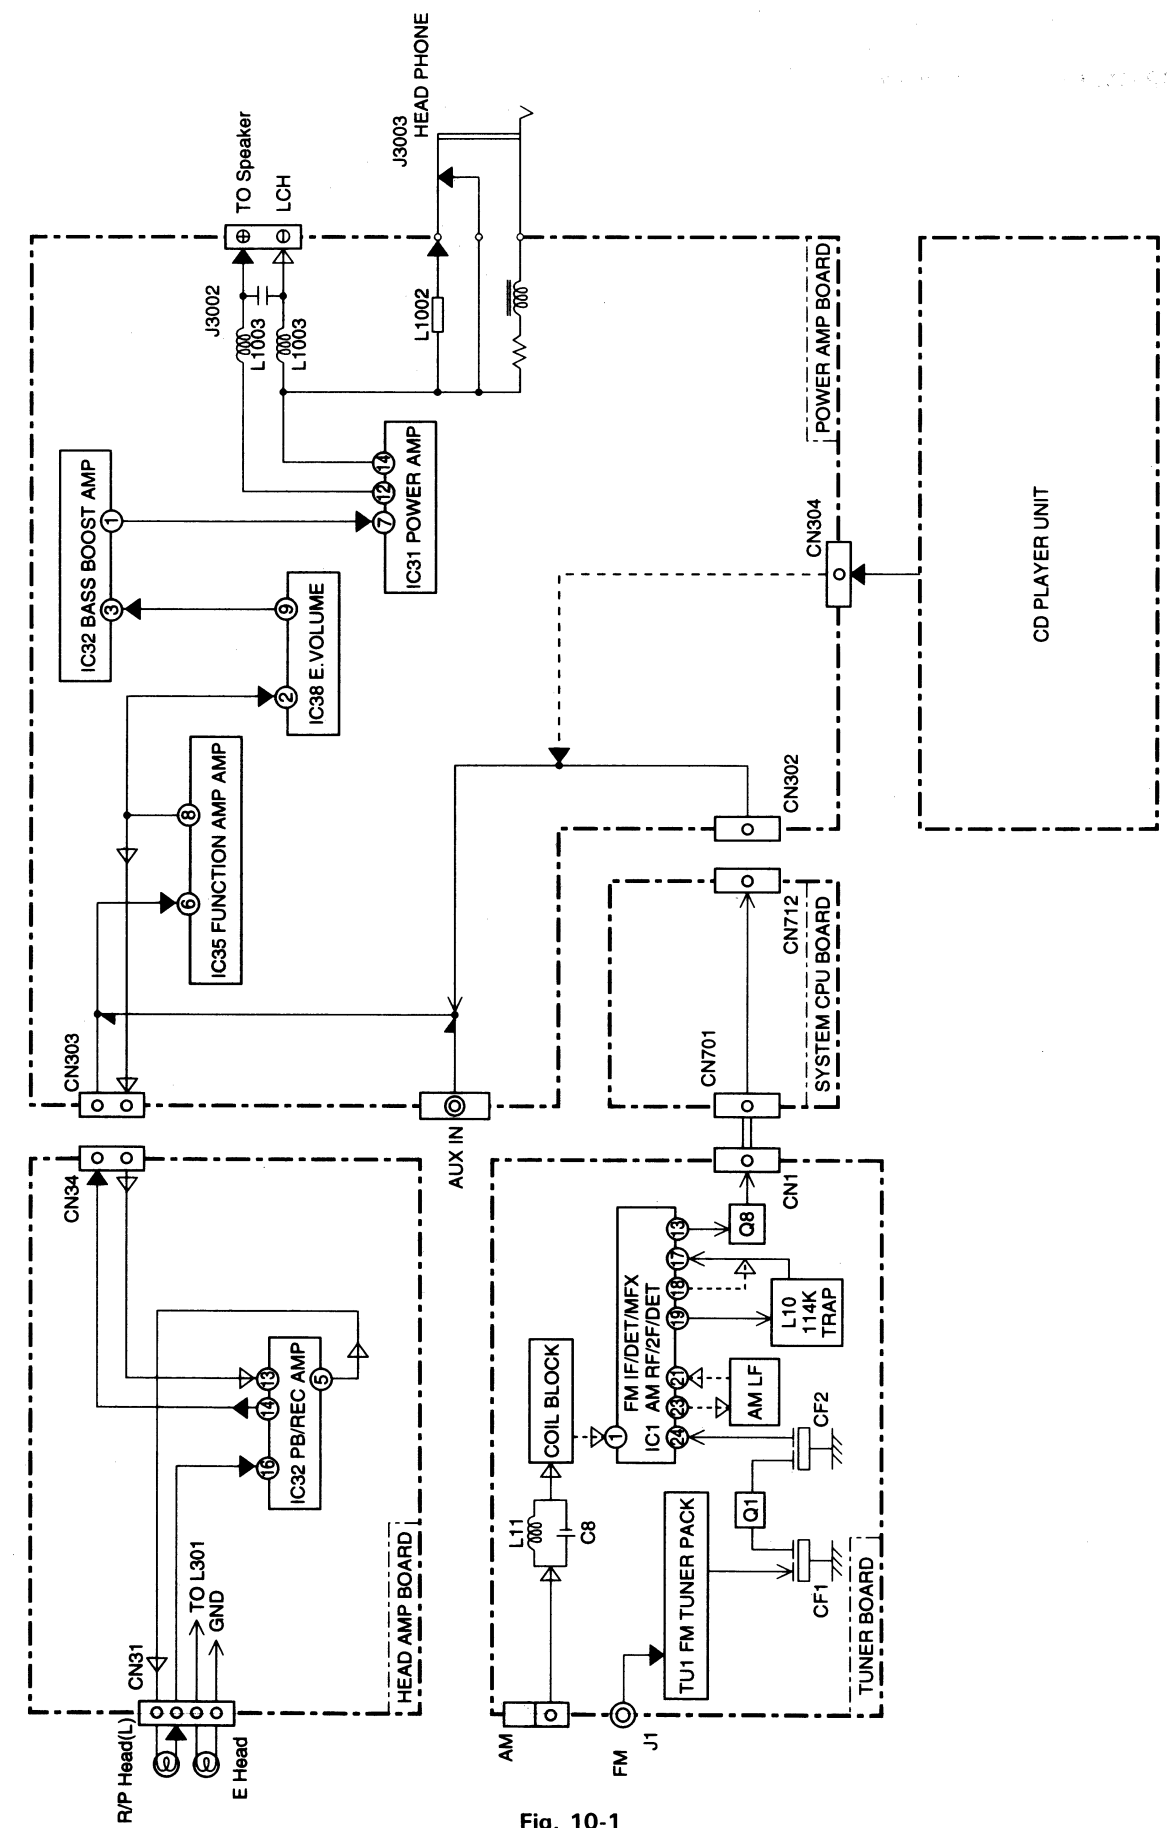 R/P Head(L)
E Head
CN31
TO L301
GND
HEAD AMP BOARD
16
14
13
5
IC32 PB/REC AMP
CN34
CN303
AUX IN
6
8
IC35 FUNCTION AMP AMP
2
9
IC38 E.VOLUME
3
1
IC32 BASS BOOST AMP
7
12
14
IC31 POWER AMP
J3002
L1003
L1003
TO Speaker
LCH
⊕
⊖
L1002
J3003
HEAD PHONE
POWER AMP BOARD
CN304
CN302
CD PLAYER UNIT
CN712
CN701
SYSTEM CPU BOARD
AM
FM
J1
L11
C8
COIL BLOCK
TU1 FM TUNER PACK
CF1
Q1
CF2
1
FM IF/DET/MFX
IC1 AM RF/2F/DET
24
23
21
19
18
17
13
AM LF
L10
114K
TRAP
Q8
CN1
TUNER BOARD
Fig. 10-1